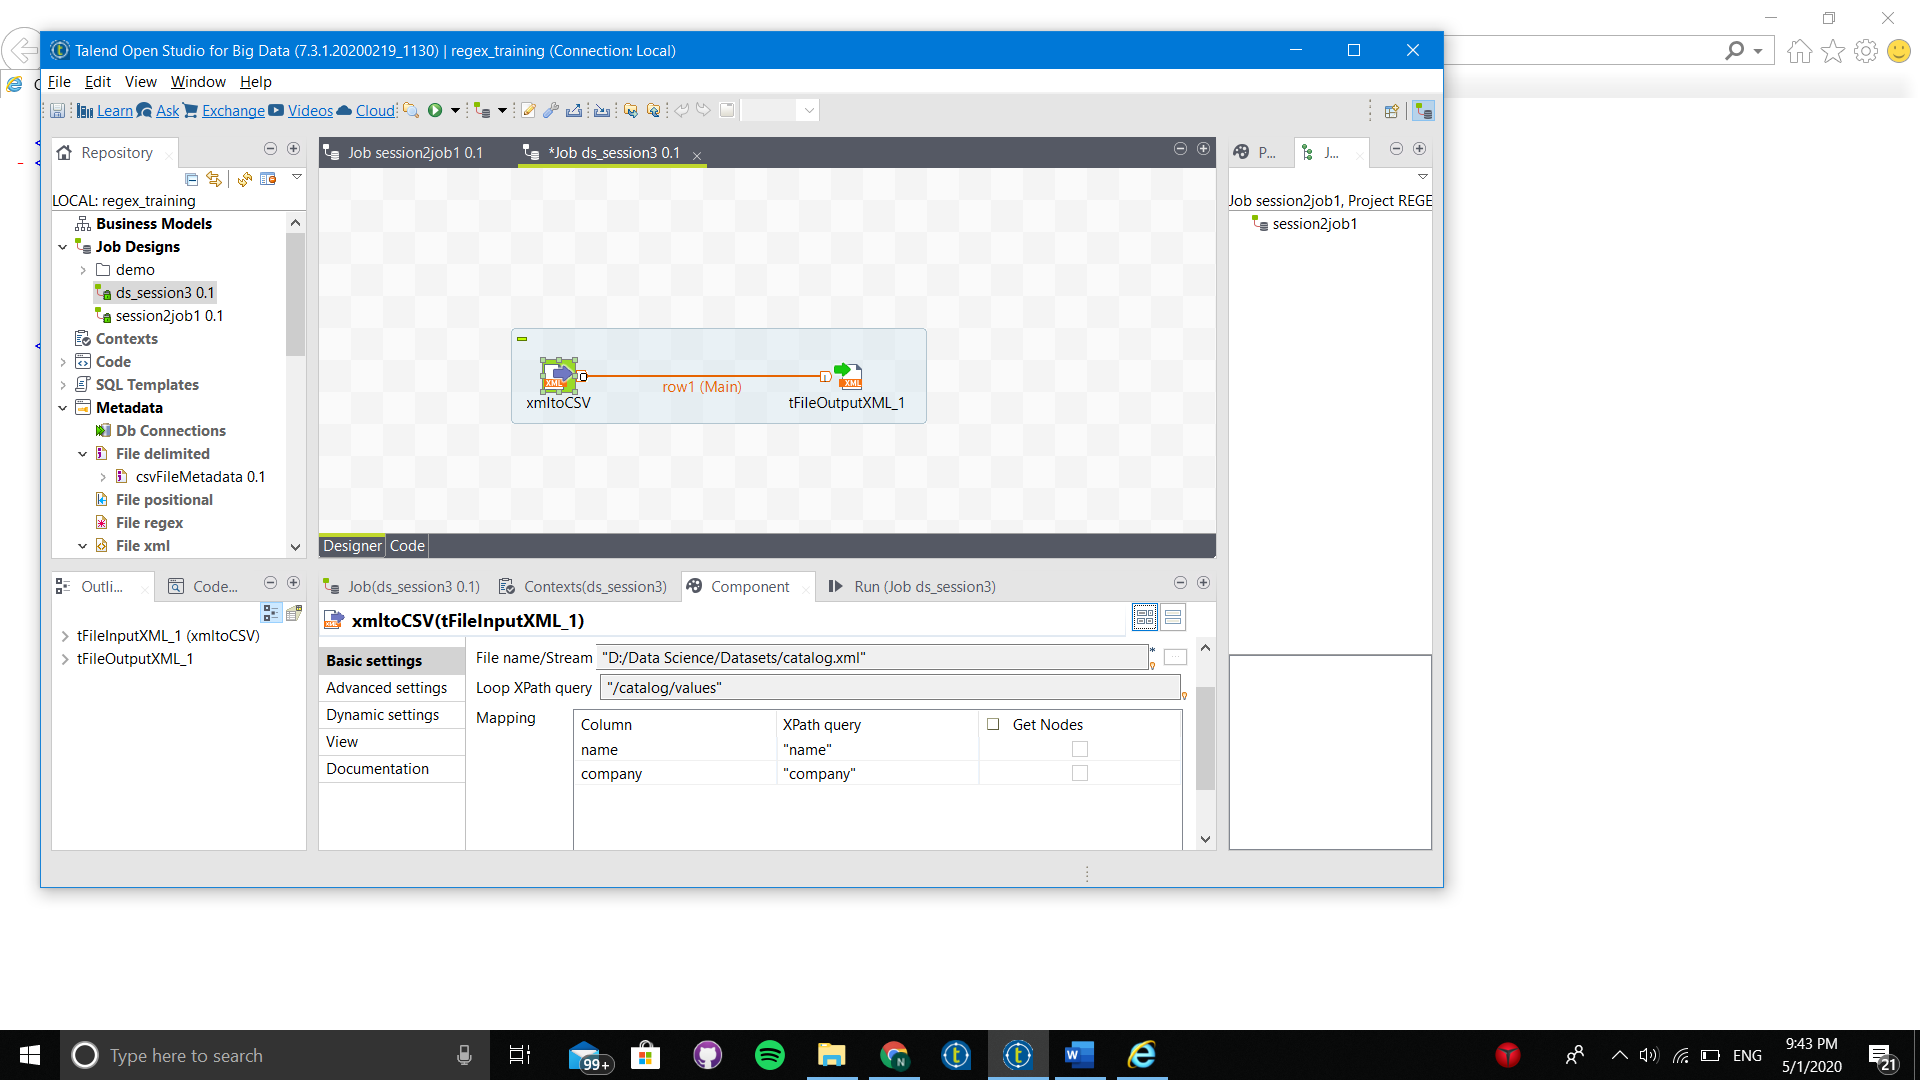 Talend Open Studio for Big Data (7.3.1.20200219_1130) | regex_training (Connection: Local)
File Edit View Window Help
Learn Ask Exchange Videos Cloud
Repository
LOCAL: regex_training
Business Models
Job Designs
demo
ds_session3 0.1
session2job1 0.1
Contexts
Code
SQL Templates
Metadata
Db Connections
File delimited
csvFileMetadata 0.1
File positional
File regex
File xml
Job session2job1 0.1
*Job ds_session3 0.1
XML
xmltoCSV
row1 (Main)
XML
tFileOutputXML_1
Designer Code
P...
J...
Job session2job1, Project REGE
session2job1
Outli...
Code...
tFileInputXML_1 (xmltoCSV)
tFileOutputXML_1
Job(ds_session3 0.1)
Contexts(ds_session3)
Component
Run (Job ds_session3)
xmltoCSV(tFileInputXML_1)
Basic settings
Advanced settings
Dynamic settings
View
Documentation
File name/Stream "D:/Data Science/Datasets/catalog.xml" *
Loop XPath query "/catalog/values"
Mapping
Column XPath query Get Nodes
name "name"
company "company"
Type here to search
99+
N
W
ENG
9:43 PM
5/1/2020
21